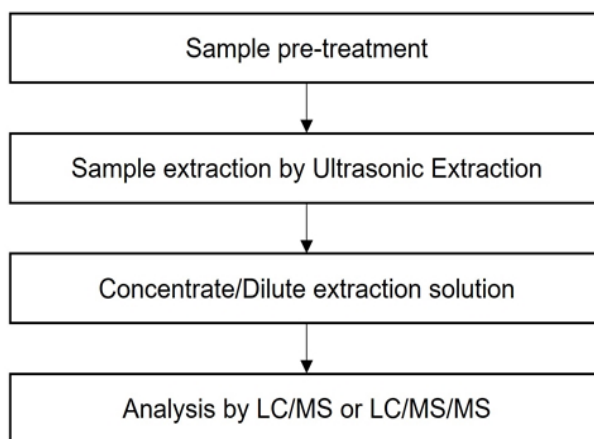 Sample pre-treatment
Sample extraction by Ultrasonic Extraction
Concentrate/Dilute extraction solution
Analysis by LC/MS or LC/MS/MS